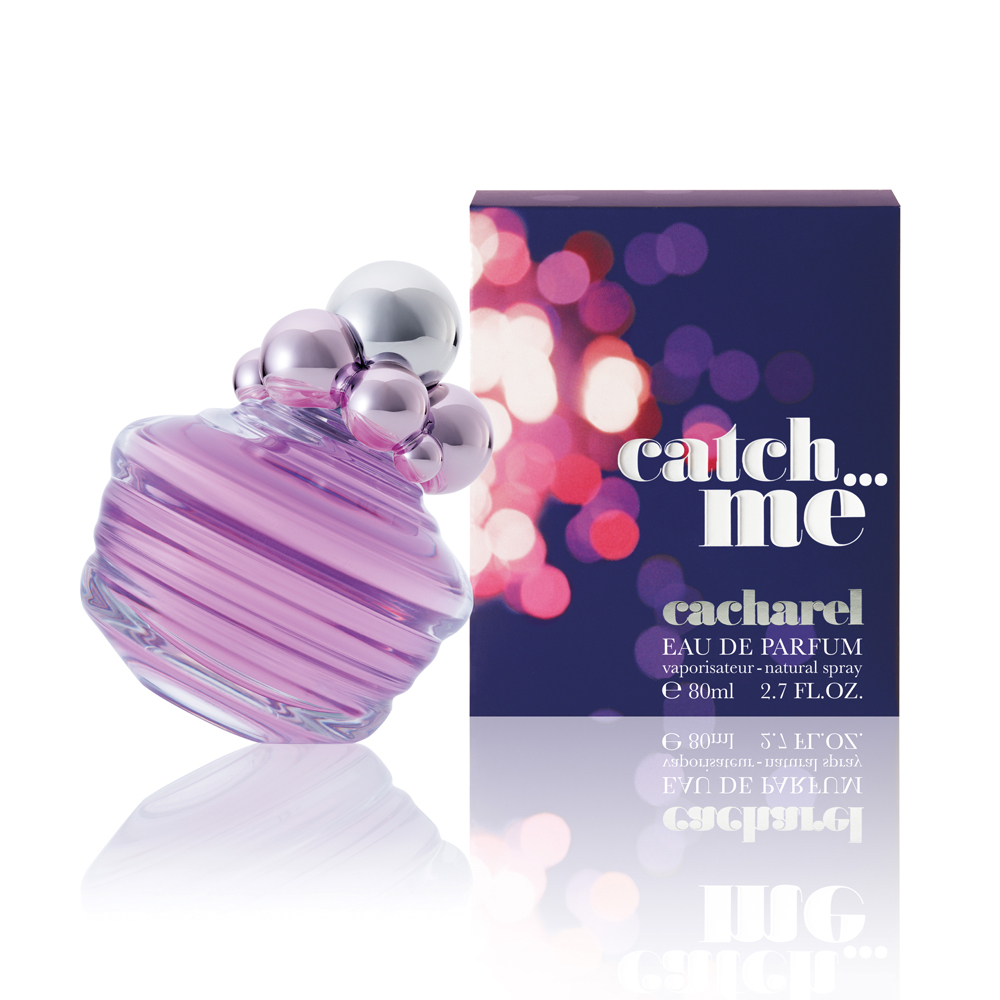 catch...
me
cacharel
EAU DE PARFUM
vaporisateur - natural spray
℮ 80ml 2.7 FL.OZ.